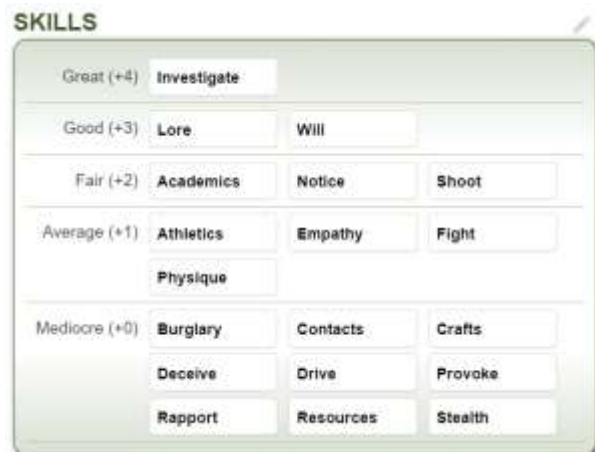 SKILLS
Great (+4) Investigate
Good (+3) Lore Will
Fair (+2) Academics Notice Shoot
Average (+1) Athletics Empathy Fight
Physique
Mediocre (+0) Burglary Contacts Crafts
Deceive Drive Provoke
Rapport Resources Stealth